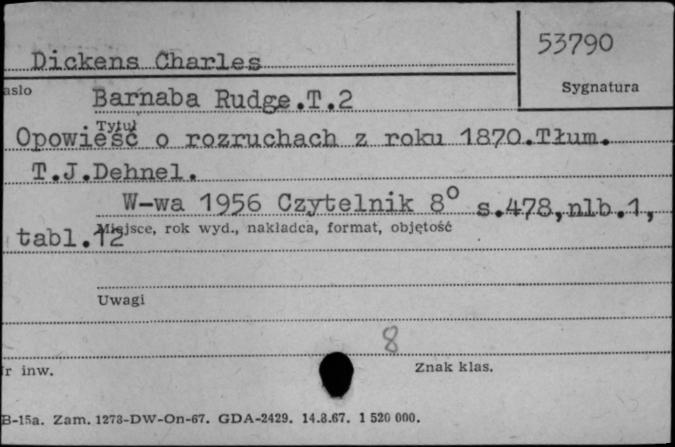 53790
Dickens Charles
asło
Sygnatura
Barnaba Rudge.T.2
Tytuł
Opowieść o rozruchach z roku 1870.Tłum.
T.J.Dehnel.
W-wa 1956 Czytelnik 8° s.478,nlb.1,
Miejsce, rok wyd., nakładca, format, objętość
tabl.12
Uwagi
8
r inw.
Znak klas.
B-15a. Zam. 1273-DW-On-67. GDA-2429. 14.8.67. 1 520 000.